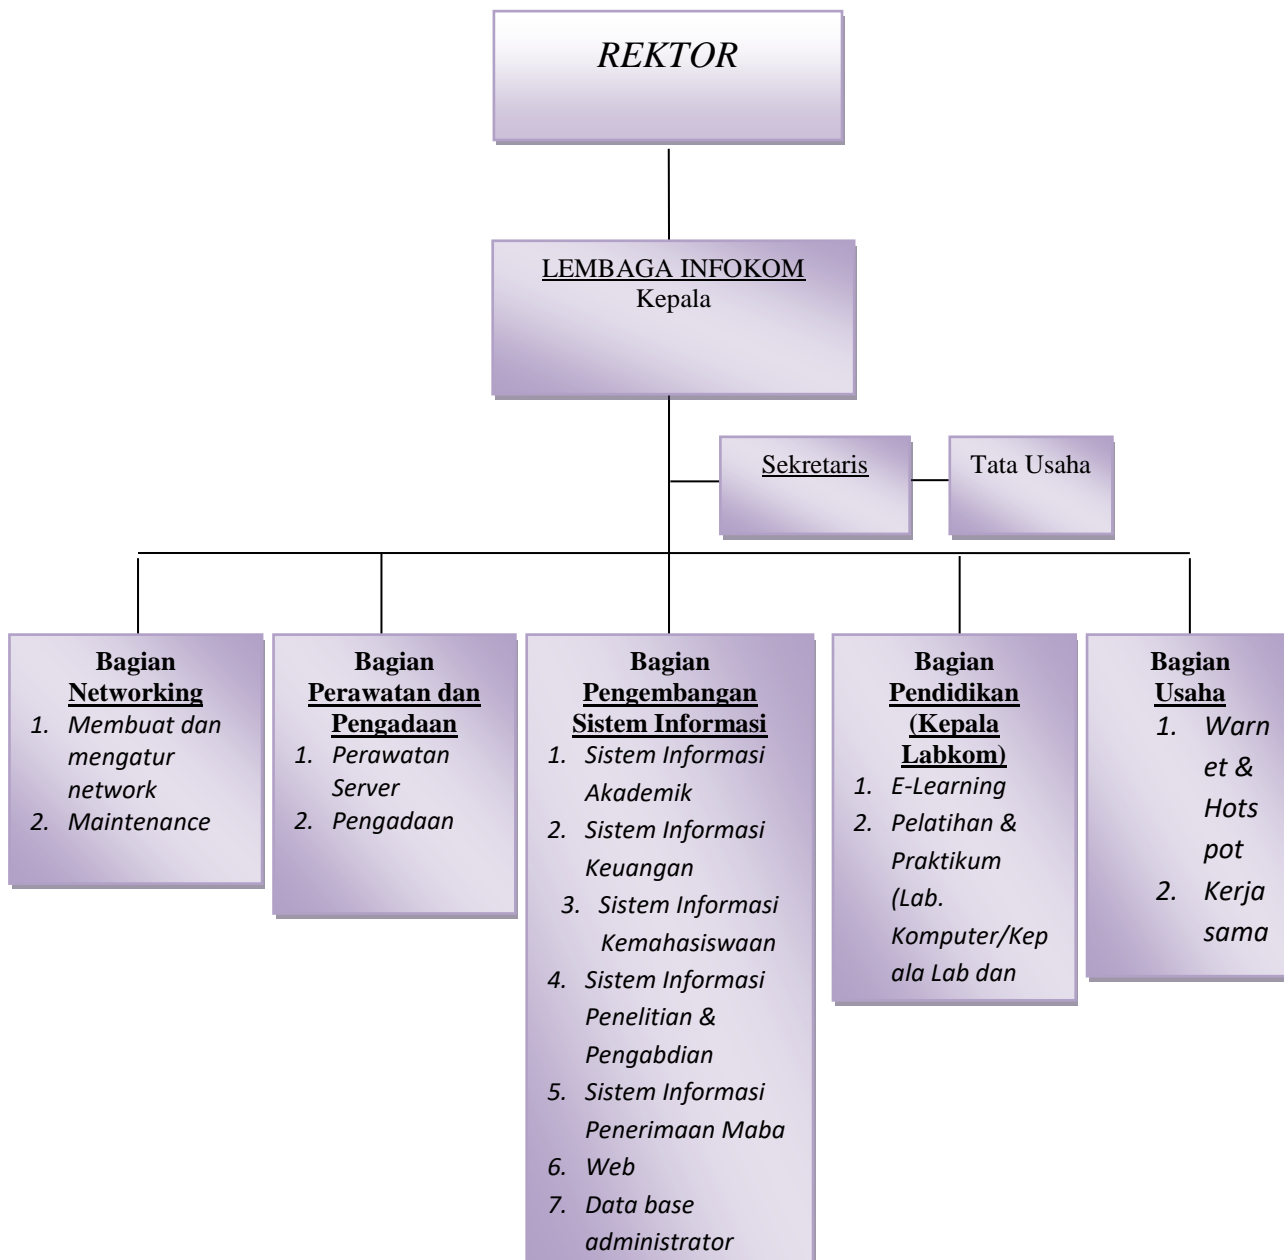 REKTOR
LEMBAGA INFOKOM
Kepala
Sekretaris
Tata Usaha
Bagian
Networking
1. Membuat dan
mengatur
network
2. Maintenance
Bagian
Perawatan dan
Pengadaan
1. Perawatan
Server
2. Pengadaan
Bagian
Pengembangan
Sistem Informasi
1. Sistem Informasi
Akademik
2. Sistem Informasi
Keuangan
3. Sistem Informasi
Kemahasiswaan
4. Sistem Informasi
Penelitian &
Pengabdian
5. Sistem Informasi
Penerimaan Maba
6. Web
7. Data base
administrator
Bagian
Pendidikan
(Kepala
Labkom)
1. E-Learning
2. Pelatihan &
Praktikum
(Lab.
Komputer/Kep
ala Lab dan
Bagian
Usaha
1. Warn
et &
Hots
pot
2. Kerja
sama